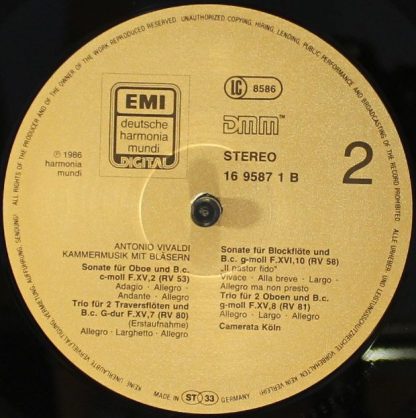 ALL RIGHTS OF THE PRODUCER AND OF THE OWNER OF THE WORK REPRODUCED RESERVED. UNAUTHORIZED COPYING, HIRING, LENDING, PUBLIC PERFORMANCE AND BROADCASTING OF THE RECORD PROHIBITED
EMI
deutsche
harmonia
mundi
DIGITAL
LC 8586
DMM™
STEREO
16 9587 1 B
2
℗ 1986
harmonia
mundi
ANTONIO VIVALDI
KAMMERMUSIK MIT BLÄSERN
Sonate für Oboe und B.c.
c-moll F.XV,2 (RV 53)
Adagio · Allegro
Andante · Allegro
Trio für 2 Traversflöten und
B.c. G-dur F.XV,7 (RV 80)
(Erstaufnahme)
Allegro · Larghetto · Allegro
Sonate für Blockflöte und
B.c. g-moll F.XVI,10 (RV 58)
„Il pastor fido"
Vivace · Alla breve · Largo
Allegro ma non presto
Trio für 2 Oboen und B.c.
g-moll F.XV,8 (RV 81)
Allegro · Largo · Allegro
Camerata Köln
MADE IN ST 33 GERMANY